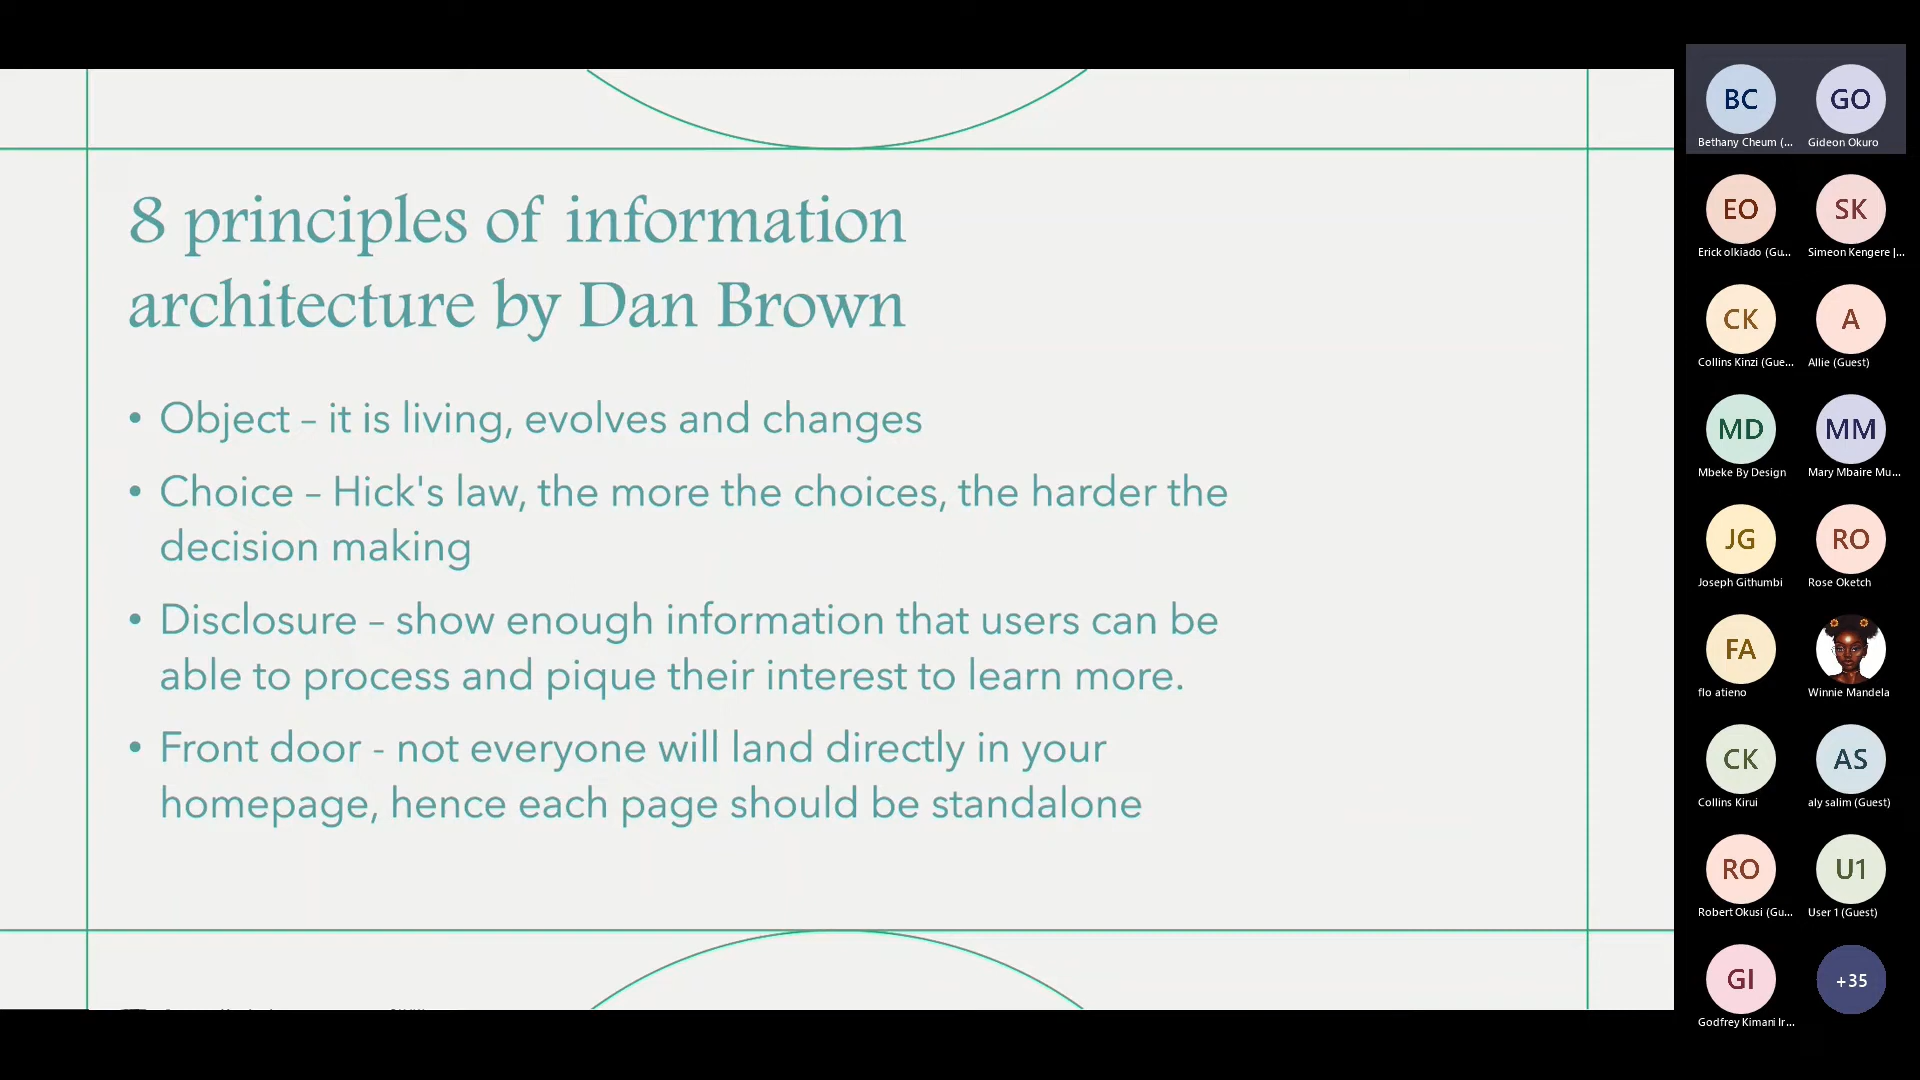 8 principles of information
architecture by Dan Brown
• Object – it is living, evolves and changes
• Choice – Hick's law, the more the choices, the harder the
decision making
• Disclosure – show enough information that users can be
able to process and pique their interest to learn more.
• Front door - not everyone will land directly in your
homepage, hence each page should be standalone
BC
GO
Bethany Cheum (...
Gideon Okuro
EO
SK
Erick olkiado (Gu...
Simeon Kengere |...
CK
A
Collins Kinzi (Gue...
Allie (Guest)
MD
MM
Mbeke By Design
Mary Mbaire Mu...
JG
RO
Joseph Githumbi
Rose Oketch
FA
flo atieno
Winnie Mandela
CK
AS
Collins Kirui
aly salim (Guest)
RO
U1
Robert Okusi (Gu...
User 1 (Guest)
GI
+35
Godfrey Kimani Ir...